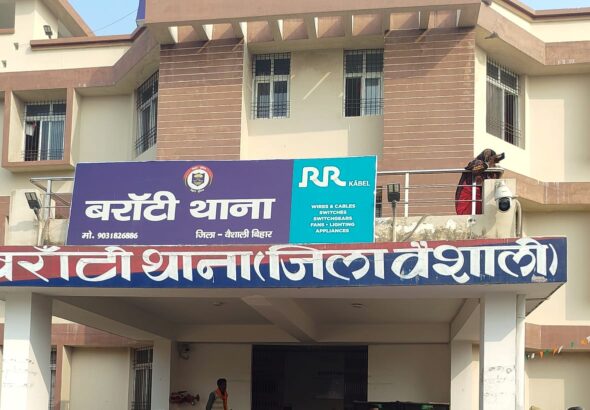 बरॉटी थाना
मो. 9031826886
जिला - वैशाली बिहार
RR KABEL
WIRES & CABLES
SWITCHES
SWITCHGEARS
FANS • LIGHTING
APPLIANCES
बराँटी थाना(जिला वैशाली)